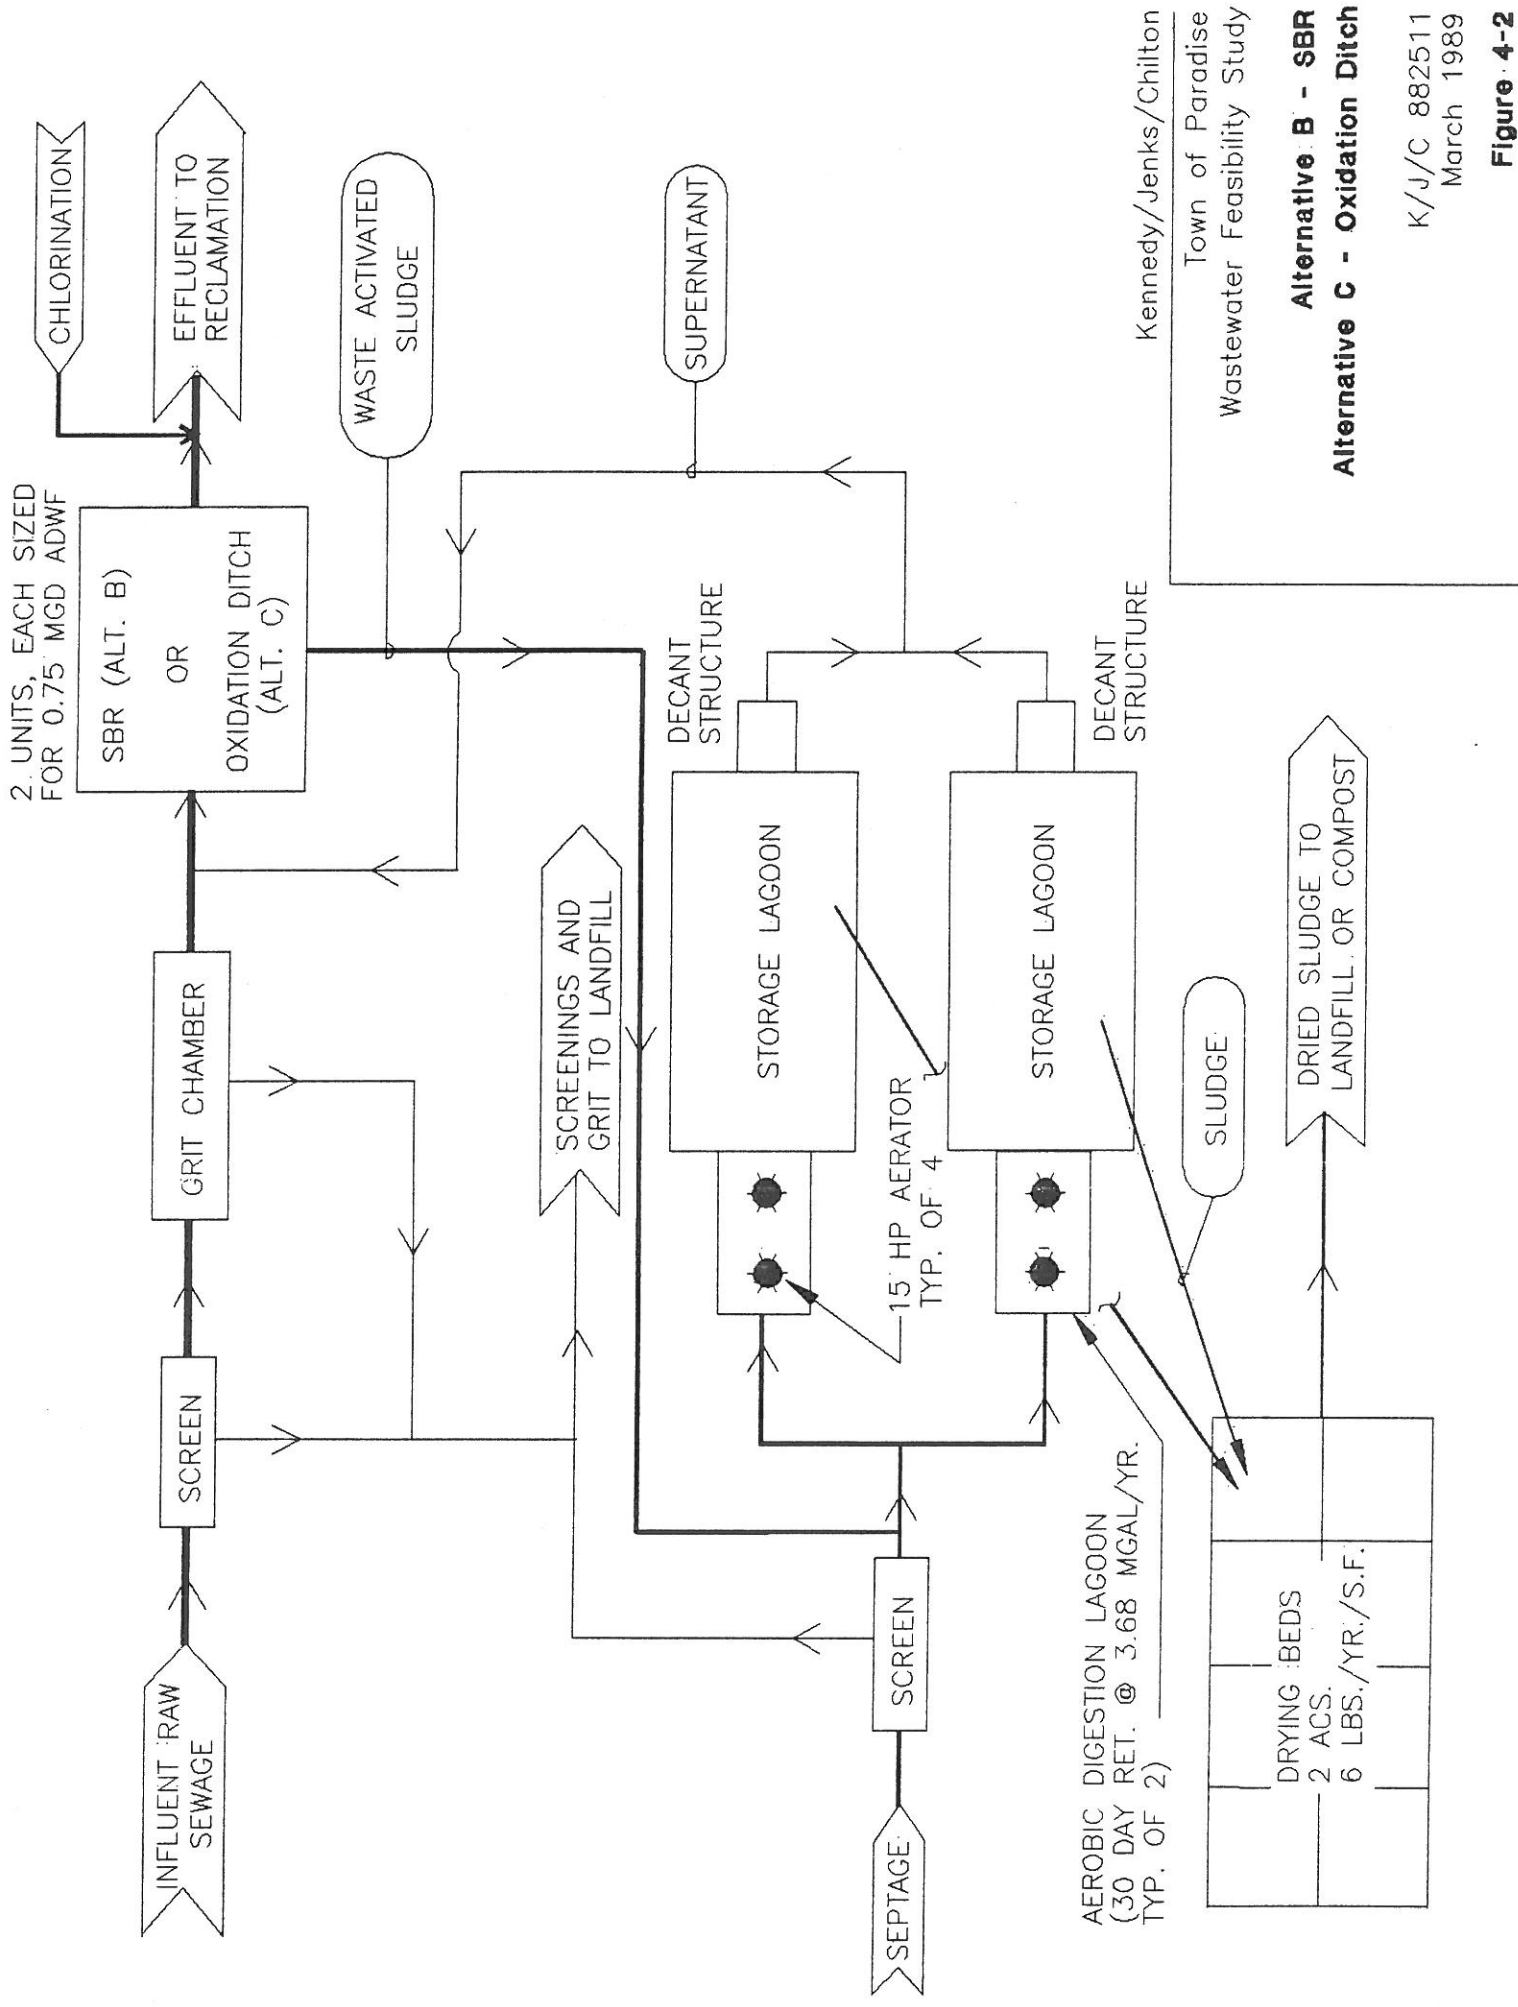 2 UNITS, EACH SIZED
FOR 0.75 MGD ADWF
CHLORINATION
INFLUENT RAW
SEWAGE
SCREEN
GRIT CHAMBER
SBR (ALT. B)
OR
OXIDATION DITCH
(ALT. C)
EFFLUENT TO
RECLAMATION
WASTE ACTIVATED
SLUDGE
SCREENINGS AND
GRIT TO LANDFILL
SUPERNATANT
DECANT
STRUCTURE
STORAGE LAGOON
15 HP AERATOR
TYP. OF 4
SEPTAGE
SCREEN
STORAGE LAGOON
DECANT
STRUCTURE
AEROBIC DIGESTION LAGOON
(30 DAY RET. @ 3.68 MGAL/YR.
TYP. OF 2)
SLUDGE
DRYING BEDS
2 ACS.
6 LBS./YR./S.F.
DRIED SLUDGE TO
LANDFILL OR COMPOST
Kennedy/Jenks/Chilton
Town of Paradise
Wastewater Feasibility Study
Alternative B - SBR
Alternative C - Oxidation Ditch
K/J/C 882511
March 1989
Figure 4-2